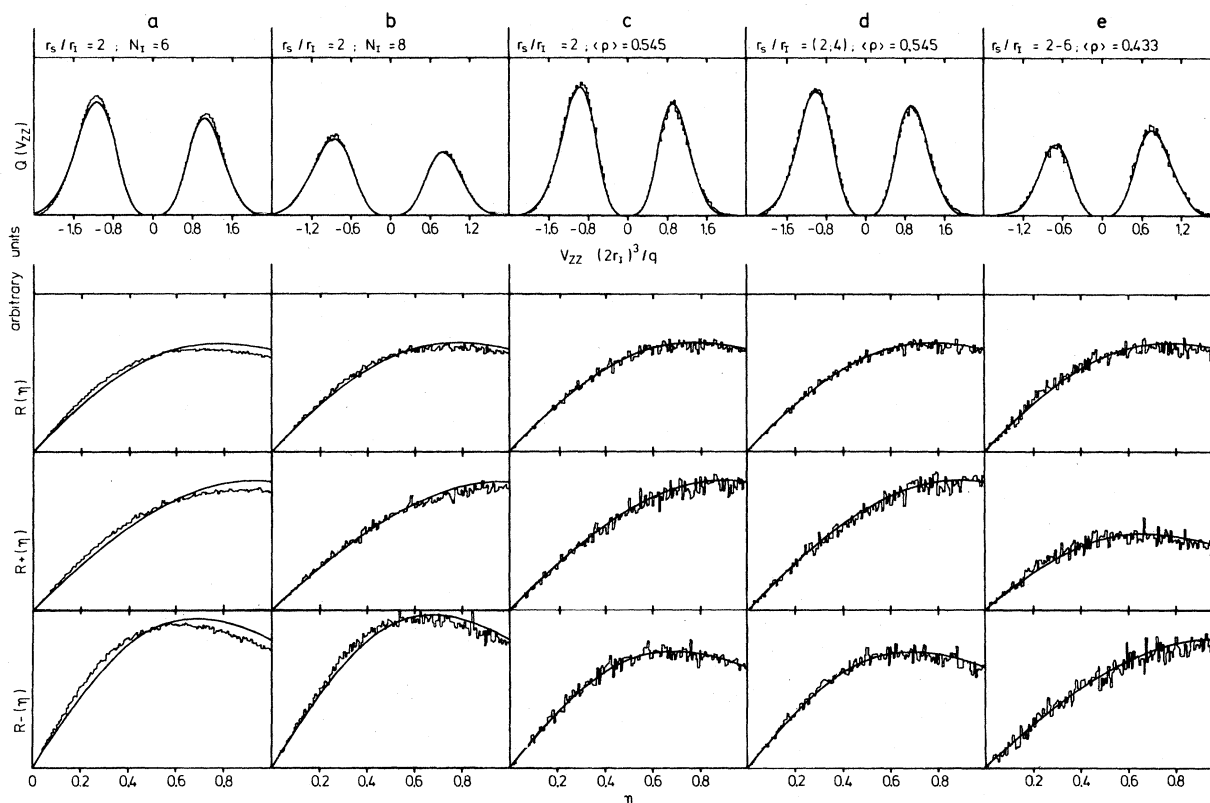 a b c d e
r_s/r_I = 2 ; N_I = 6 r_s/r_I = 2 ; N_I = 8 r_s/r_I = 2 ; ⟨ρ⟩ = 0.545 r_s/r_I = (2;4) ; ⟨ρ⟩ = 0.545 r_s/r_I = 2-6 ; ⟨ρ⟩ = 0.433
Q (V_ZZ)
-1.6 -0.8 0 0.8 1.6 -1.6 -0.8 0 0.8 1.6 -1.6 -0.8 0 0.8 1.6 -1.6 -0.8 0 0.8 1.6 -1.2 -0.6 0 0.6 1.2
V_ZZ (2r_I)^3/q
arbitrary units
R (η)
R+(η)
R-(η)
0 0.2 0.4 0.6 0.8 0.2 0.4 0.6 0.8 0.2 0.4 0.6 0.8 0.2 0.4 0.6 0.8 0.2 0.4 0.6 0.8
η